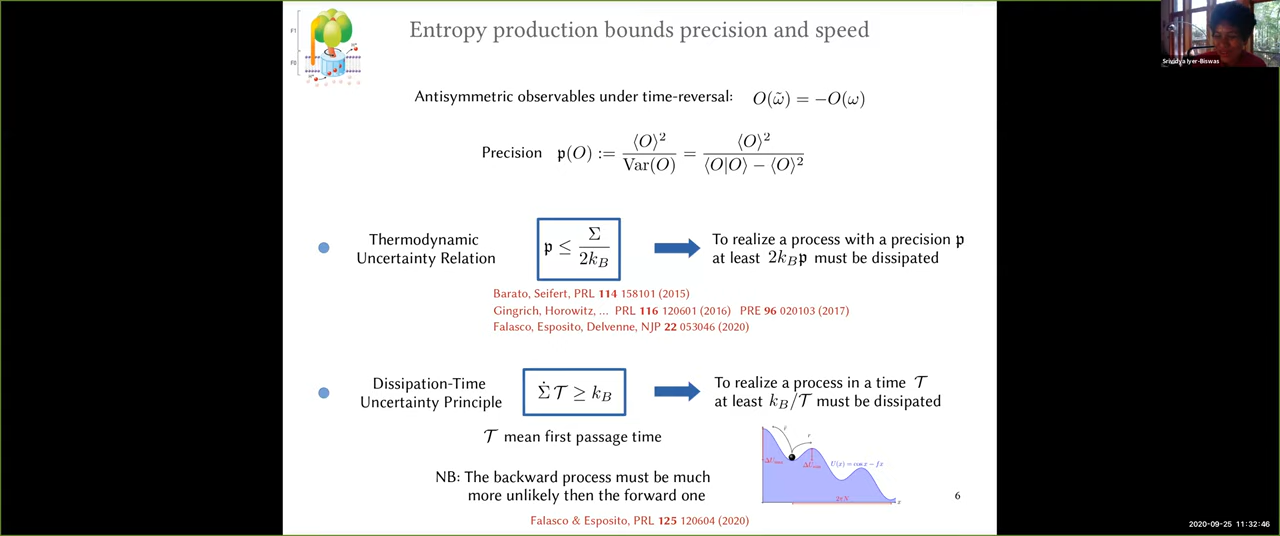 Entropy production bounds precision and speed
F1
F0
H⁺
H⁺
Srividya Iyer-Biswas
Antisymmetric observables under time-reversal: O(ω̃) = −O(ω)
Precision 𝔭(O) := ⟨O⟩² / Var(O) = ⟨O⟩² / (⟨O|O⟩ − ⟨O⟩²)
Thermodynamic
Uncertainty Relation
𝔭 ≤ Σ / 2k_B
To realize a process with a precision 𝔭
at least 2k_B𝔭 must be dissipated
Barato, Seifert, PRL 114 158101 (2015)
Gingrich, Horowitz, ... PRL 116 120601 (2016) PRE 96 020103 (2017)
Falasco, Esposito, Delvenne, NJP 22 053046 (2020)
Dissipation-Time
Uncertainty Principle
Σ̇ 𝒯 ≥ k_B
To realize a process in a time 𝒯
at least k_B/𝒯 must be dissipated
𝒯 mean first passage time
U(x) = cos x − fx
2πN
x
NB: The backward process must be much
more unlikely then the forward one
6
Falasco & Esposito, PRL 125 120604 (2020)
2020-09-25 11:32:46